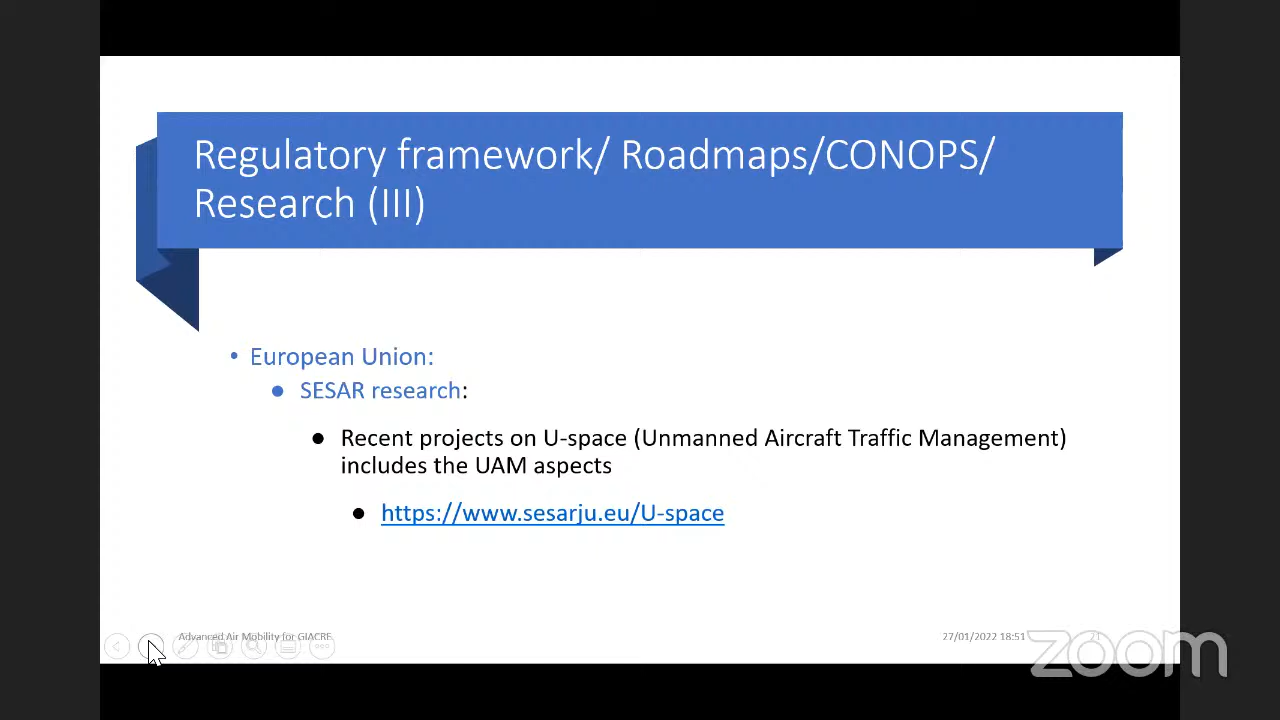 Regulatory framework/ Roadmaps/CONOPS/
Research (III)
• European Union:
● SESAR research:
● Recent projects on U-space (Unmanned Aircraft Traffic Management)
includes the UAM aspects
● https://www.sesarju.eu/U-space
Advanced Air Mobility for GIACRE
27/01/2022 18:51
21
zoom